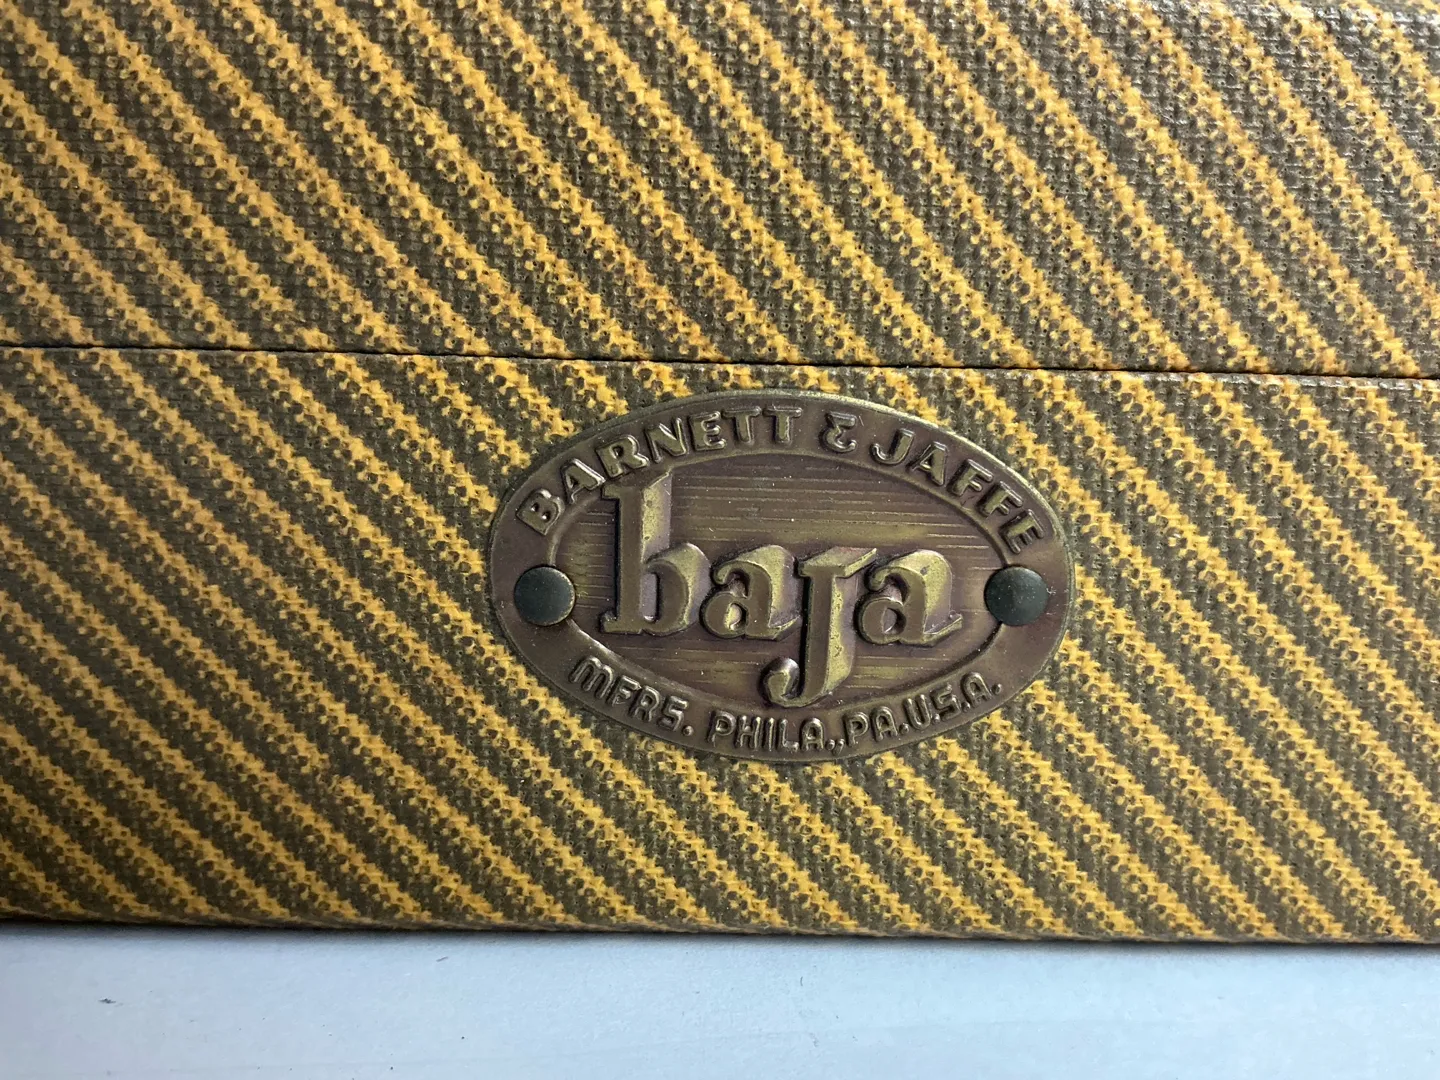 BARNETT & JAFFE
baja
MFRS. PHILA., PA. U.S.A.